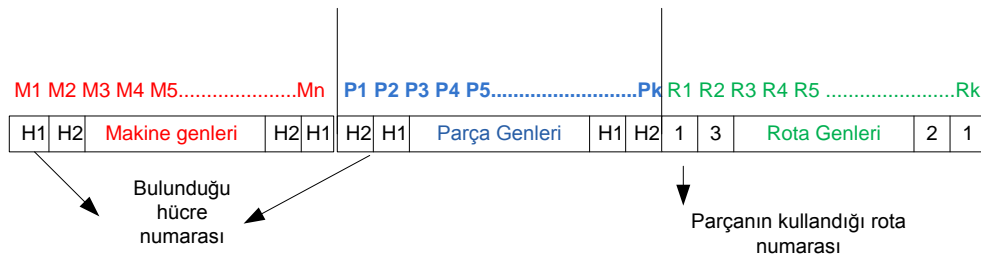 M1 M2 M3 M4 M5.....................Mn P1 P2 P3 P4 P5..............................Pk R1 R2 R3 R4 R5 .......................Rk
H1 H2 Makine genleri H2 H1 H2 H1 Parça Genleri H1 H2 1 3 Rota Genleri 2 1
Bulunduğu
hücre
numarası
Parçanın kullandığı rota
numarası